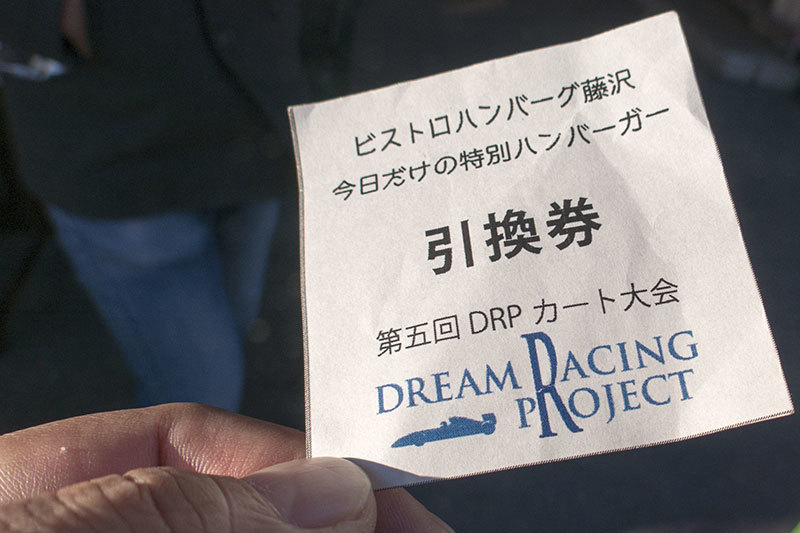 ビストロハンバーグ藤沢
今日だけの特別ハンバーガー
引換券
第五回 DRP カート大会
DREAM RACING
PROJECT